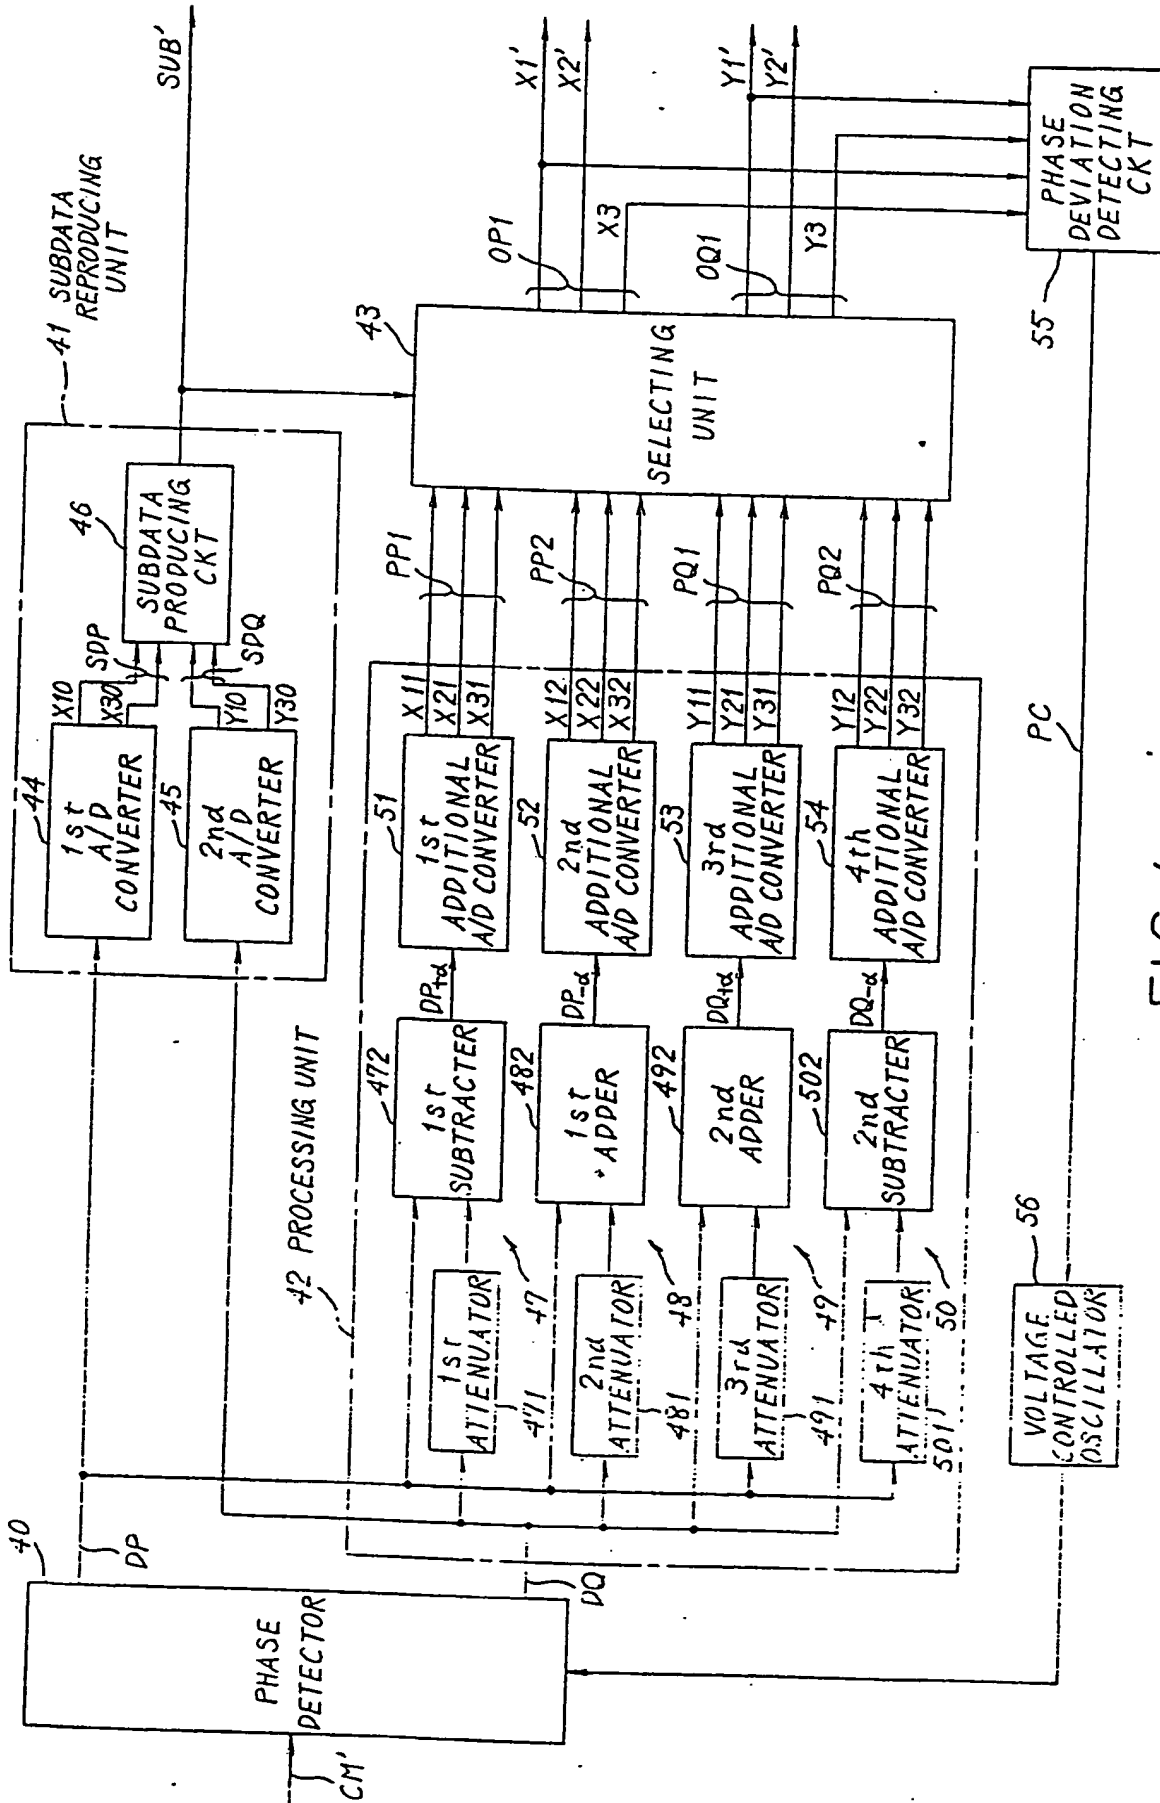 CM'
40
PHASE
DETECTOR
DP
DQ
41 SUBDATA
REPRODUCING
UNIT
44
1st
A/D
CONVERTER
45
2nd
A/D
CONVERTER
X10
X30
Y10
Y30
SDP
SDQ
46
SUBDATA
PRODUCING
CKT
SUB'
42 PROCESSING UNIT
1st
ATTENUATOR
471
47
2nd
ATTENUATOR
481
48
3rd
ATTENUATOR
491
49
4th
ATTENUATOR
501
50
472
1st
SUBTRACTER
482
1st
ADDER
492
2nd
ADDER
502
2nd
SUBTRACTER
DP+α
DP-α
DQ+α
DQ-α
51
1st
ADDITIONAL
A/D CONVERTER
52
2nd
ADDITIONAL
A/D CONVERTER
53
3rd
ADDITIONAL
A/D CONVERTER
54
4th
ADDITIONAL
A/D CONVERTER
X11
X21
X31
X12
X22
X32
Y11
Y21
Y31
Y12
Y22
Y32
PP1
PP2
PQ1
PQ2
43
SELECTING
UNIT
OP1
OQ1
X1'
X2'
X3
Y1'
Y2'
Y3
55
PHASE
DEVIATION
DETECTING
CKT
PC
56
VOLTAGE
CONTROLLED
OSCILLATOR